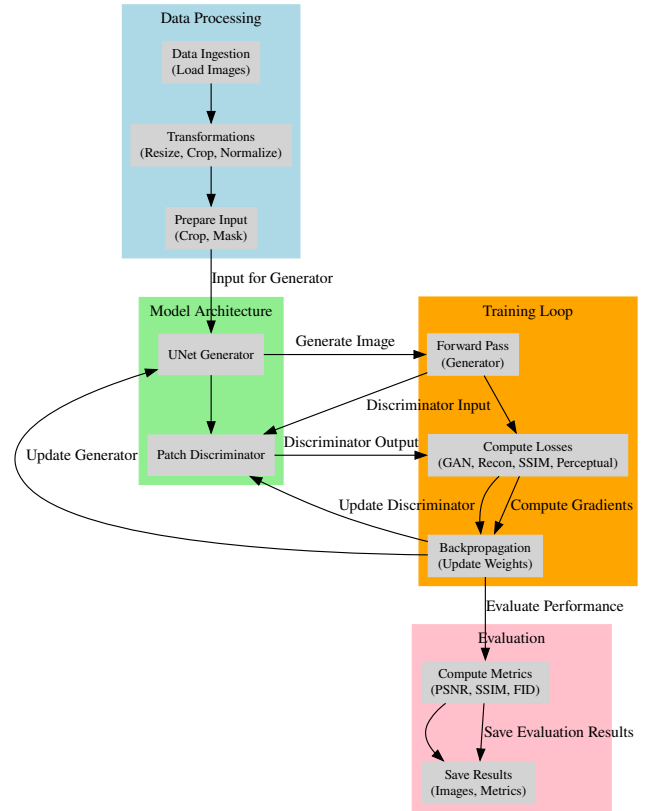 Data Processing
Data Ingestion
(Load Images)
Transformations
(Resize, Crop, Normalize)
Prepare Input
(Crop, Mask)
Input for Generator
Model Architecture
Training Loop
UNet Generator
Generate Image
Forward Pass
(Generator)
Discriminator Input
Update Generator
Patch Discriminator
Discriminator Output
Compute Losses
(GAN, Recon, SSIM, Perceptual)
Update Discriminator
Compute Gradients
Backpropagation
(Update Weights)
Evaluate Performance
Evaluation
Compute Metrics
(PSNR, SSIM, FID)
Save Evaluation Results
Save Results
(Images, Metrics)